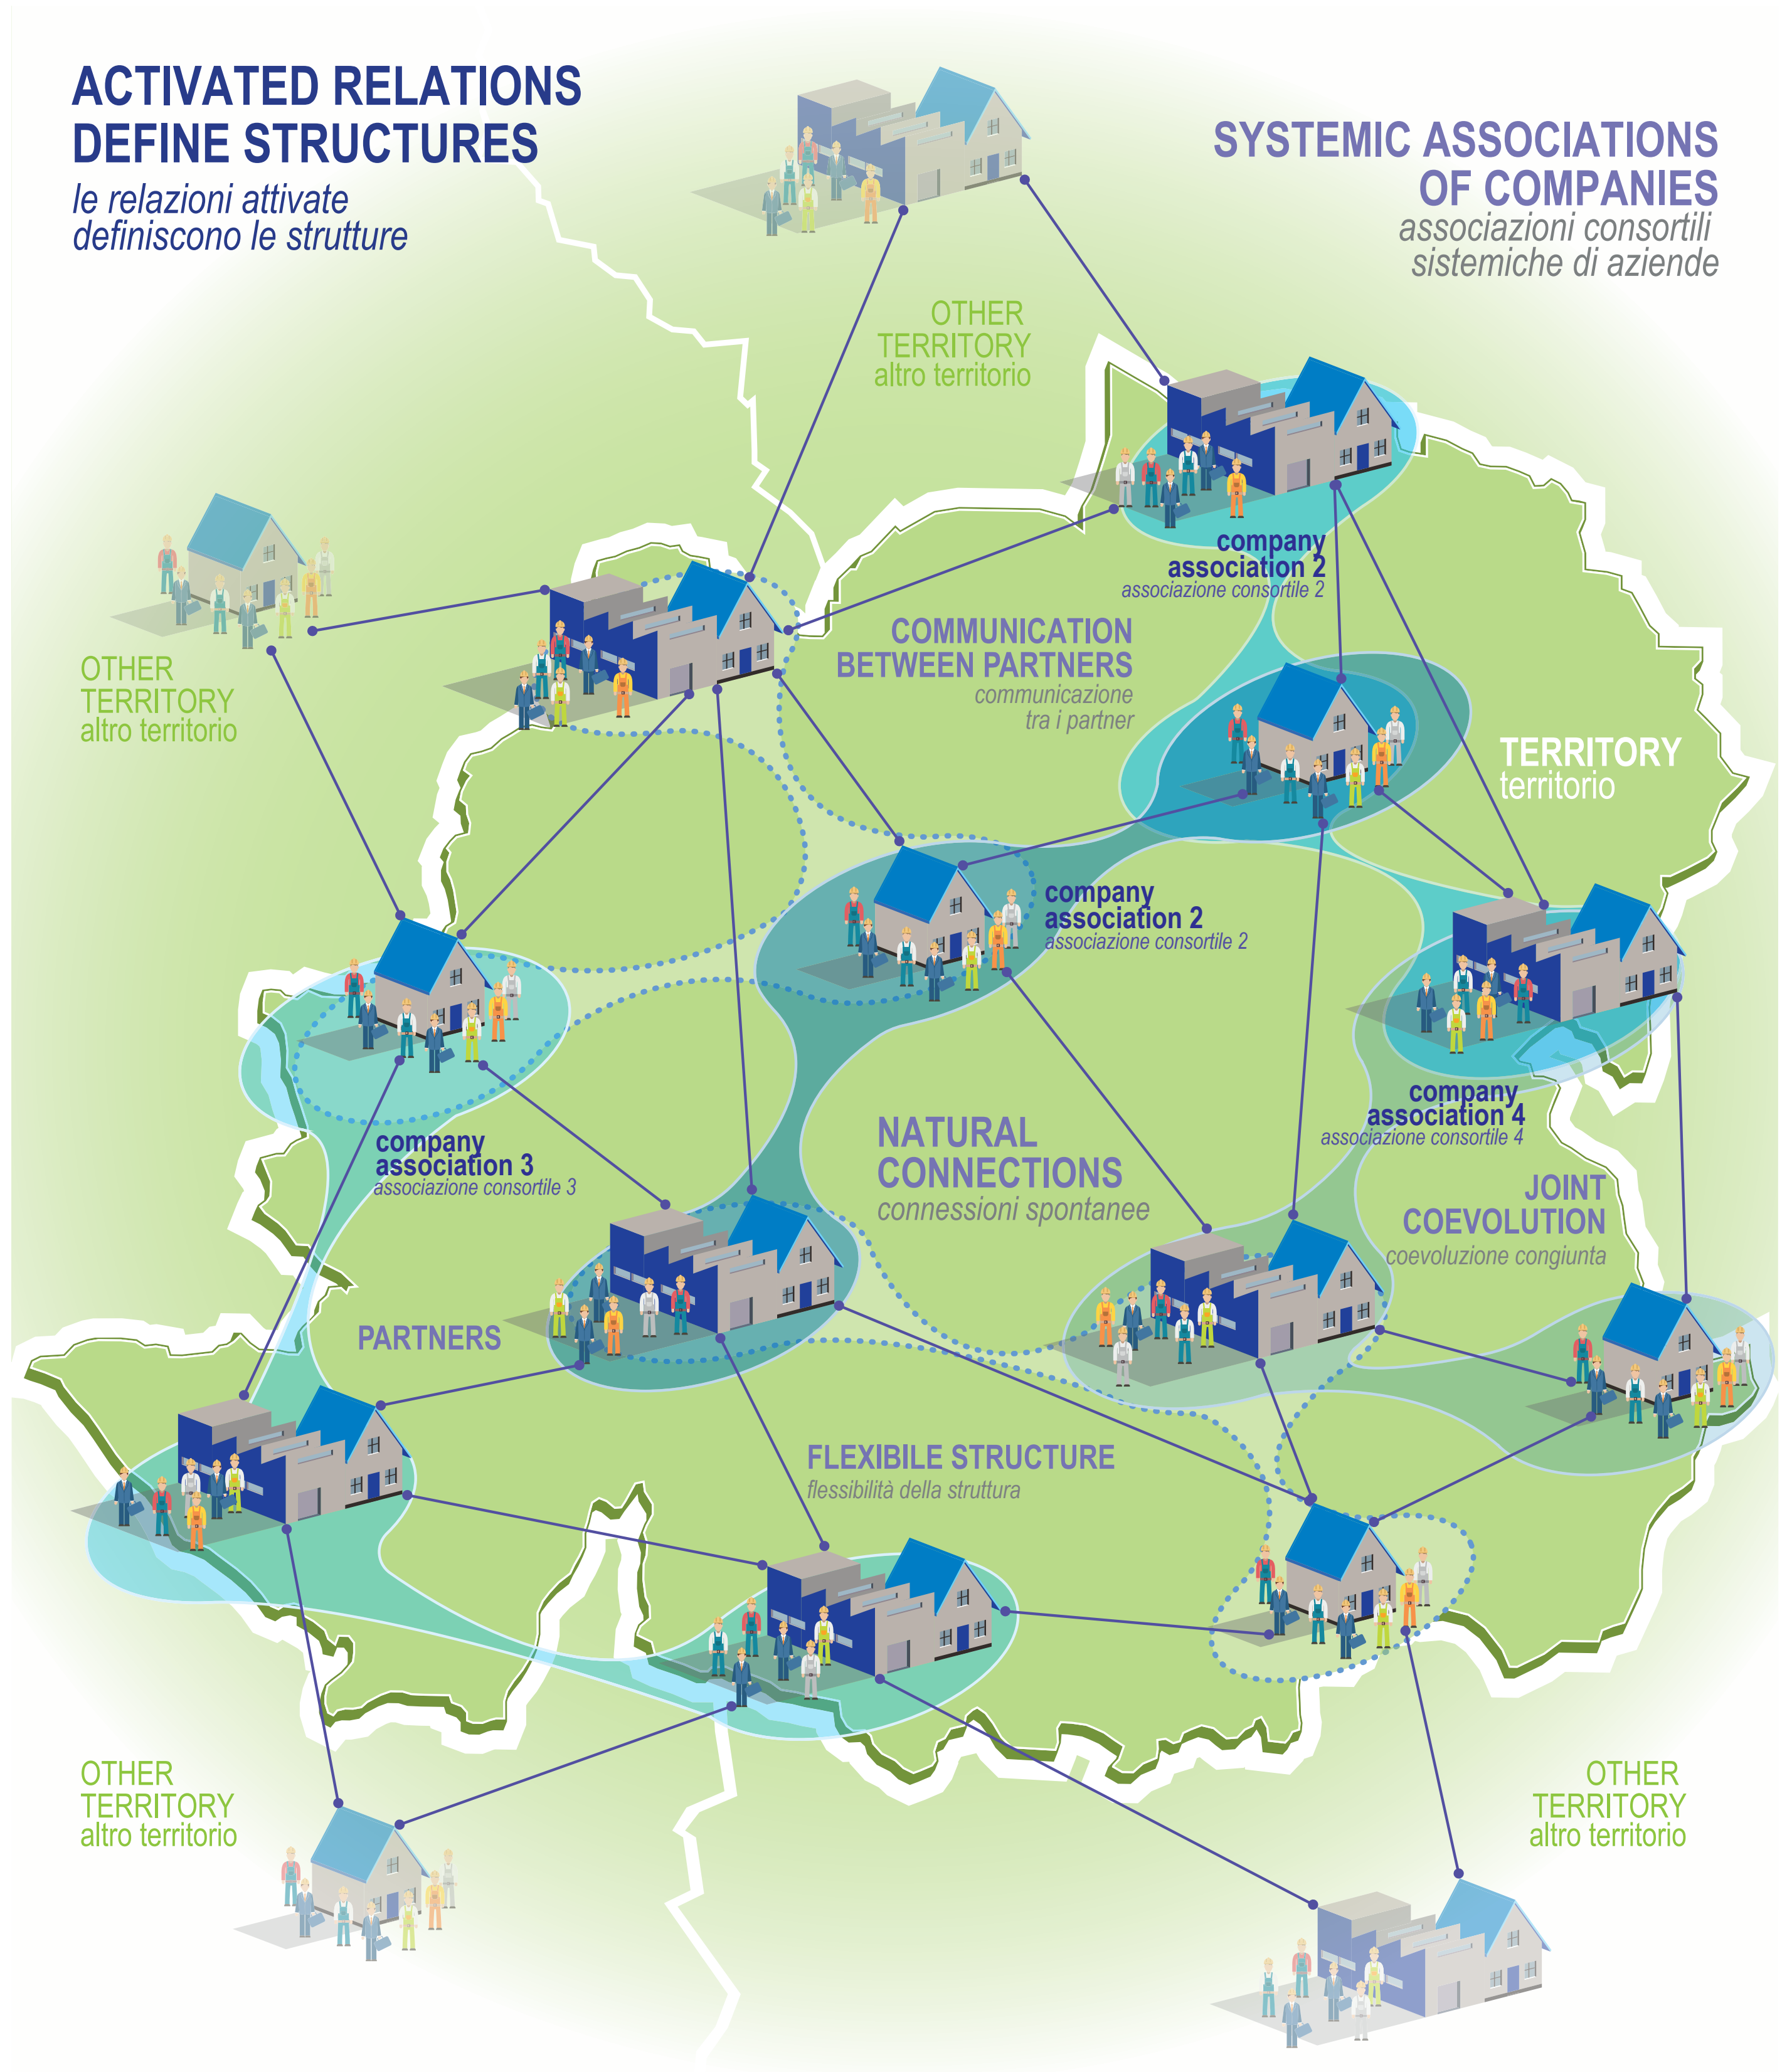 ACTIVATED RELATIONS
DEFINE STRUCTURES
le relazioni attivate
definiscono le strutture
SYSTEMIC ASSOCIATIONS
OF COMPANIES
associazioni consortili
sistemiche di aziende
OTHER
TERRITORY
altro territorio
company
association 2
associazione consortile 2
COMMUNICATION
BETWEEN PARTNERS
communicazione
tra i partner
OTHER
TERRITORY
altro territorio
TERRITORY
territorio
company
association 2
associazione consortile 2
company
association 4
associazione consortile 4
NATURAL
CONNECTIONS
connessioni spontanee
company
association 3
associazione consortile 3
JOINT
COEVOLUTION
coevoluzione congiunta
PARTNERS
FLEXIBILE STRUCTURE
flessibilità della struttura
OTHER
TERRITORY
altro territorio
OTHER
TERRITORY
altro territorio